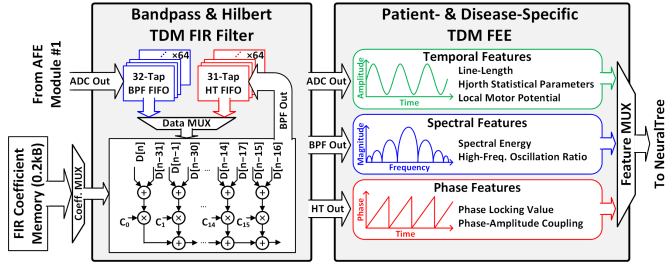 Bandpass & Hilbert
TDM FIR Filter
Patient- & Disease-Specific
TDM FEE
From AFE
Module #1
ADC Out
×64
32-Tap
BPF FIFO
×64
31-Tap
HT FIFO
Data MUX
BPF Out
FIR Coefficient
Memory (0.2kB)
Coeff. MUX
D[n]
D[n−31]
D[n−1]
D[n−30]
...
D[n−14]
D[n−17]
D[n−15]
D[n−16]
C0
C1
C14
C15
...
...
ADC Out
BPF Out
HT Out
Temporal Features
Amplitude
Time
Line-Length
Hjorth Statistical Parameters
Local Motor Potential
Spectral Features
Magnitude
Frequency
Spectral Energy
High-Freq. Oscillation Ratio
Phase Features
Phase
Time
Phase Locking Value
Phase-Amplitude Coupling
Feature MUX
To NeuralTree